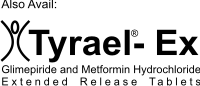 Also Avail:
Tyrael®- Ex
Glimepiride and Metformin Hydrochloride
Extended Release Tablets